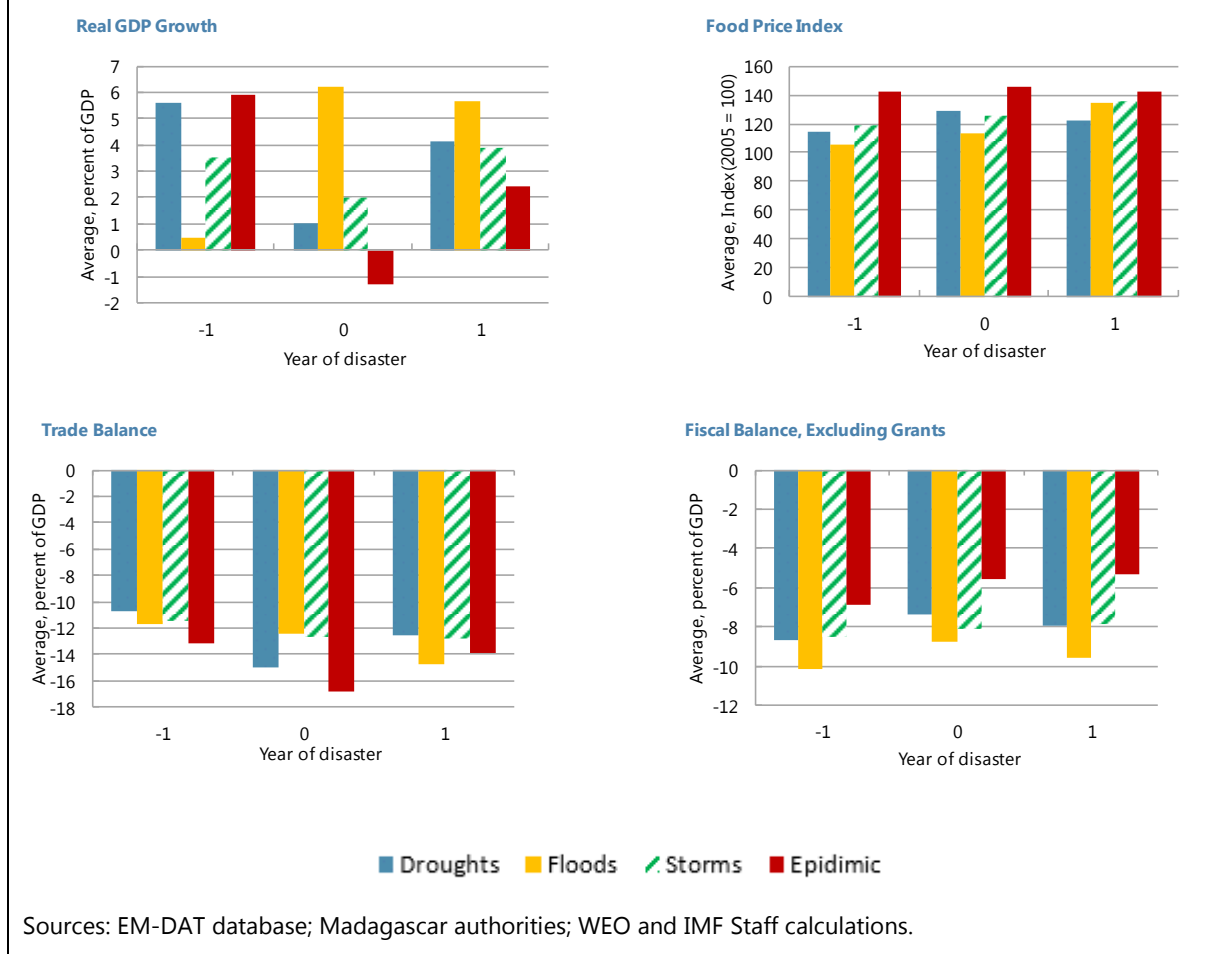 Real GDP Growth
Average, percent of GDP
7
6
5
4
3
2
1
0
-1
-2
-1 0 1
Year of disaster
Food Price Index
Average, Index (2005 = 100)
160
140
120
100
80
60
40
20
0
-1 0 1
Year of disaster
Trade Balance
Average, percent of GDP
0
-2
-4
-6
-8
-10
-12
-14
-16
-18
-1 0 1
Year of disaster
Fiscal Balance, Excluding Grants
Average, percent of GDP
0
-2
-4
-6
-8
-10
-12
-1 0 1
Year of disaster
Droughts Floods Storms Epidimic
Sources: EM-DAT database; Madagascar authorities; WEO and IMF Staff calculations.